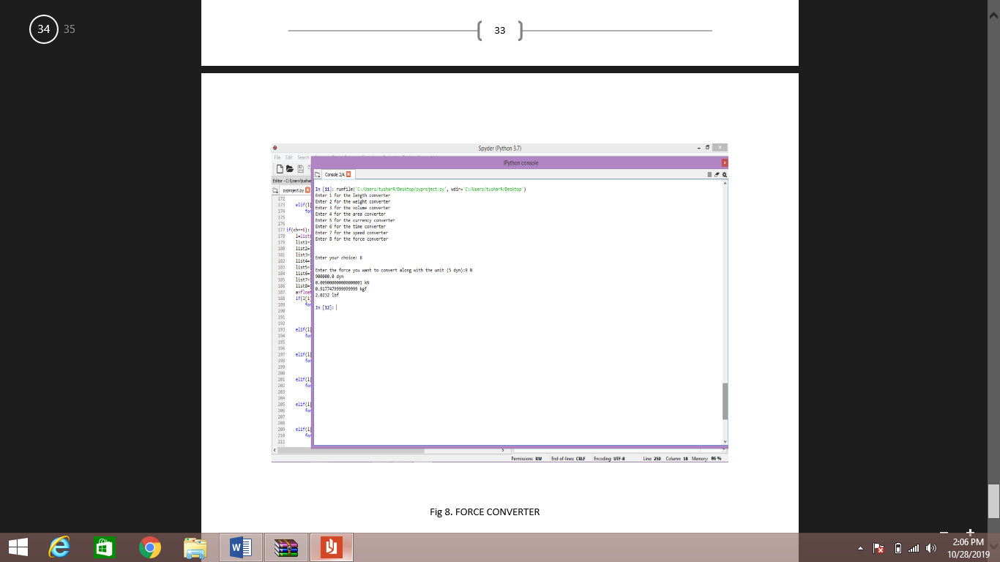 34 35
33
Spyder (Python 3.7)
File Edit Search
IPython console
Console 2/A
Editor - C:\Users\tushar
pyproject.py
In [11]: runfile('C:/Users/tusharR/Desktop/pyproject.py', wdir='C:/Users/tusharR/Desktop')
Enter 1 for the length converter
Enter 2 for the weight converter
Enter 3 for the volume converter
Enter 4 for the area converter
Enter 5 for the currency converter
Enter 6 for the time converter
Enter 7 for the speed converter
Enter 8 for the force converter
Enter your choice: 8
Enter the force you want to convert along with the unit (5 dyn):9 N
900000.0 dyn
0.009000000000000001 kN
0.9177479999999999 kgf
2.0232 lbf
In [12]:
172
173 elif(l[
174 for
175
176
177 if(ch==6):
178 l=list(
179 list1=[
180 list2=[
181 list3=[
182 list4=[
183 list5=[
184 list6=[
185 list7=[
186 list8=[
187 a=float
188 if(l[1]
189 for
190
191
192
193 elif(l[
194 for
195
196
197 elif(l[
198 for
199
200
201 elif(l[
202 for
203
204
205 elif(l[
206 for
207
208
209 elif(l[
210 for
211
Permissions: RW End-of-lines: CRLF Encoding: UTF-8 Line: 250 Column: 18 Memory: 86 %
Fig 8. FORCE CONVERTER
2:06 PM
10/28/2019